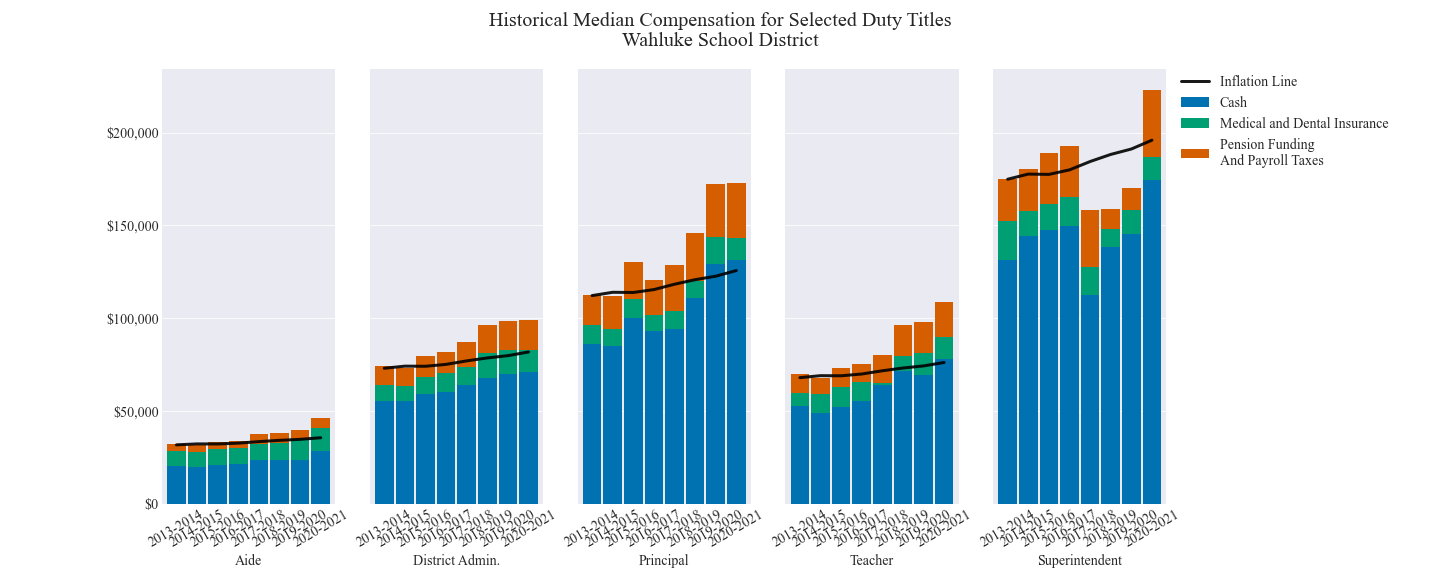 Historical Median Compensation for Selected Duty Titles
Wahluke School District
Inflation Line
Cash
Medical and Dental Insurance
Pension Funding
And Payroll Taxes
$200,000
$150,000
$100,000
$50,000
$0
2013-2014 2014-2015 2015-2016 2016-2017 2017-2018 2018-2019 2019-2020 2020-2021
2013-2014 2014-2015 2015-2016 2016-2017 2017-2018 2018-2019 2019-2020 2020-2021
2013-2014 2014-2015 2015-2016 2016-2017 2017-2018 2018-2019 2019-2020 2020-2021
2013-2014 2014-2015 2015-2016 2016-2017 2017-2018 2018-2019 2019-2020 2020-2021
2013-2014 2014-2015 2015-2016 2016-2017 2017-2018 2018-2019 2019-2020 2020-2021
Aide District Admin. Principal Teacher Superintendent